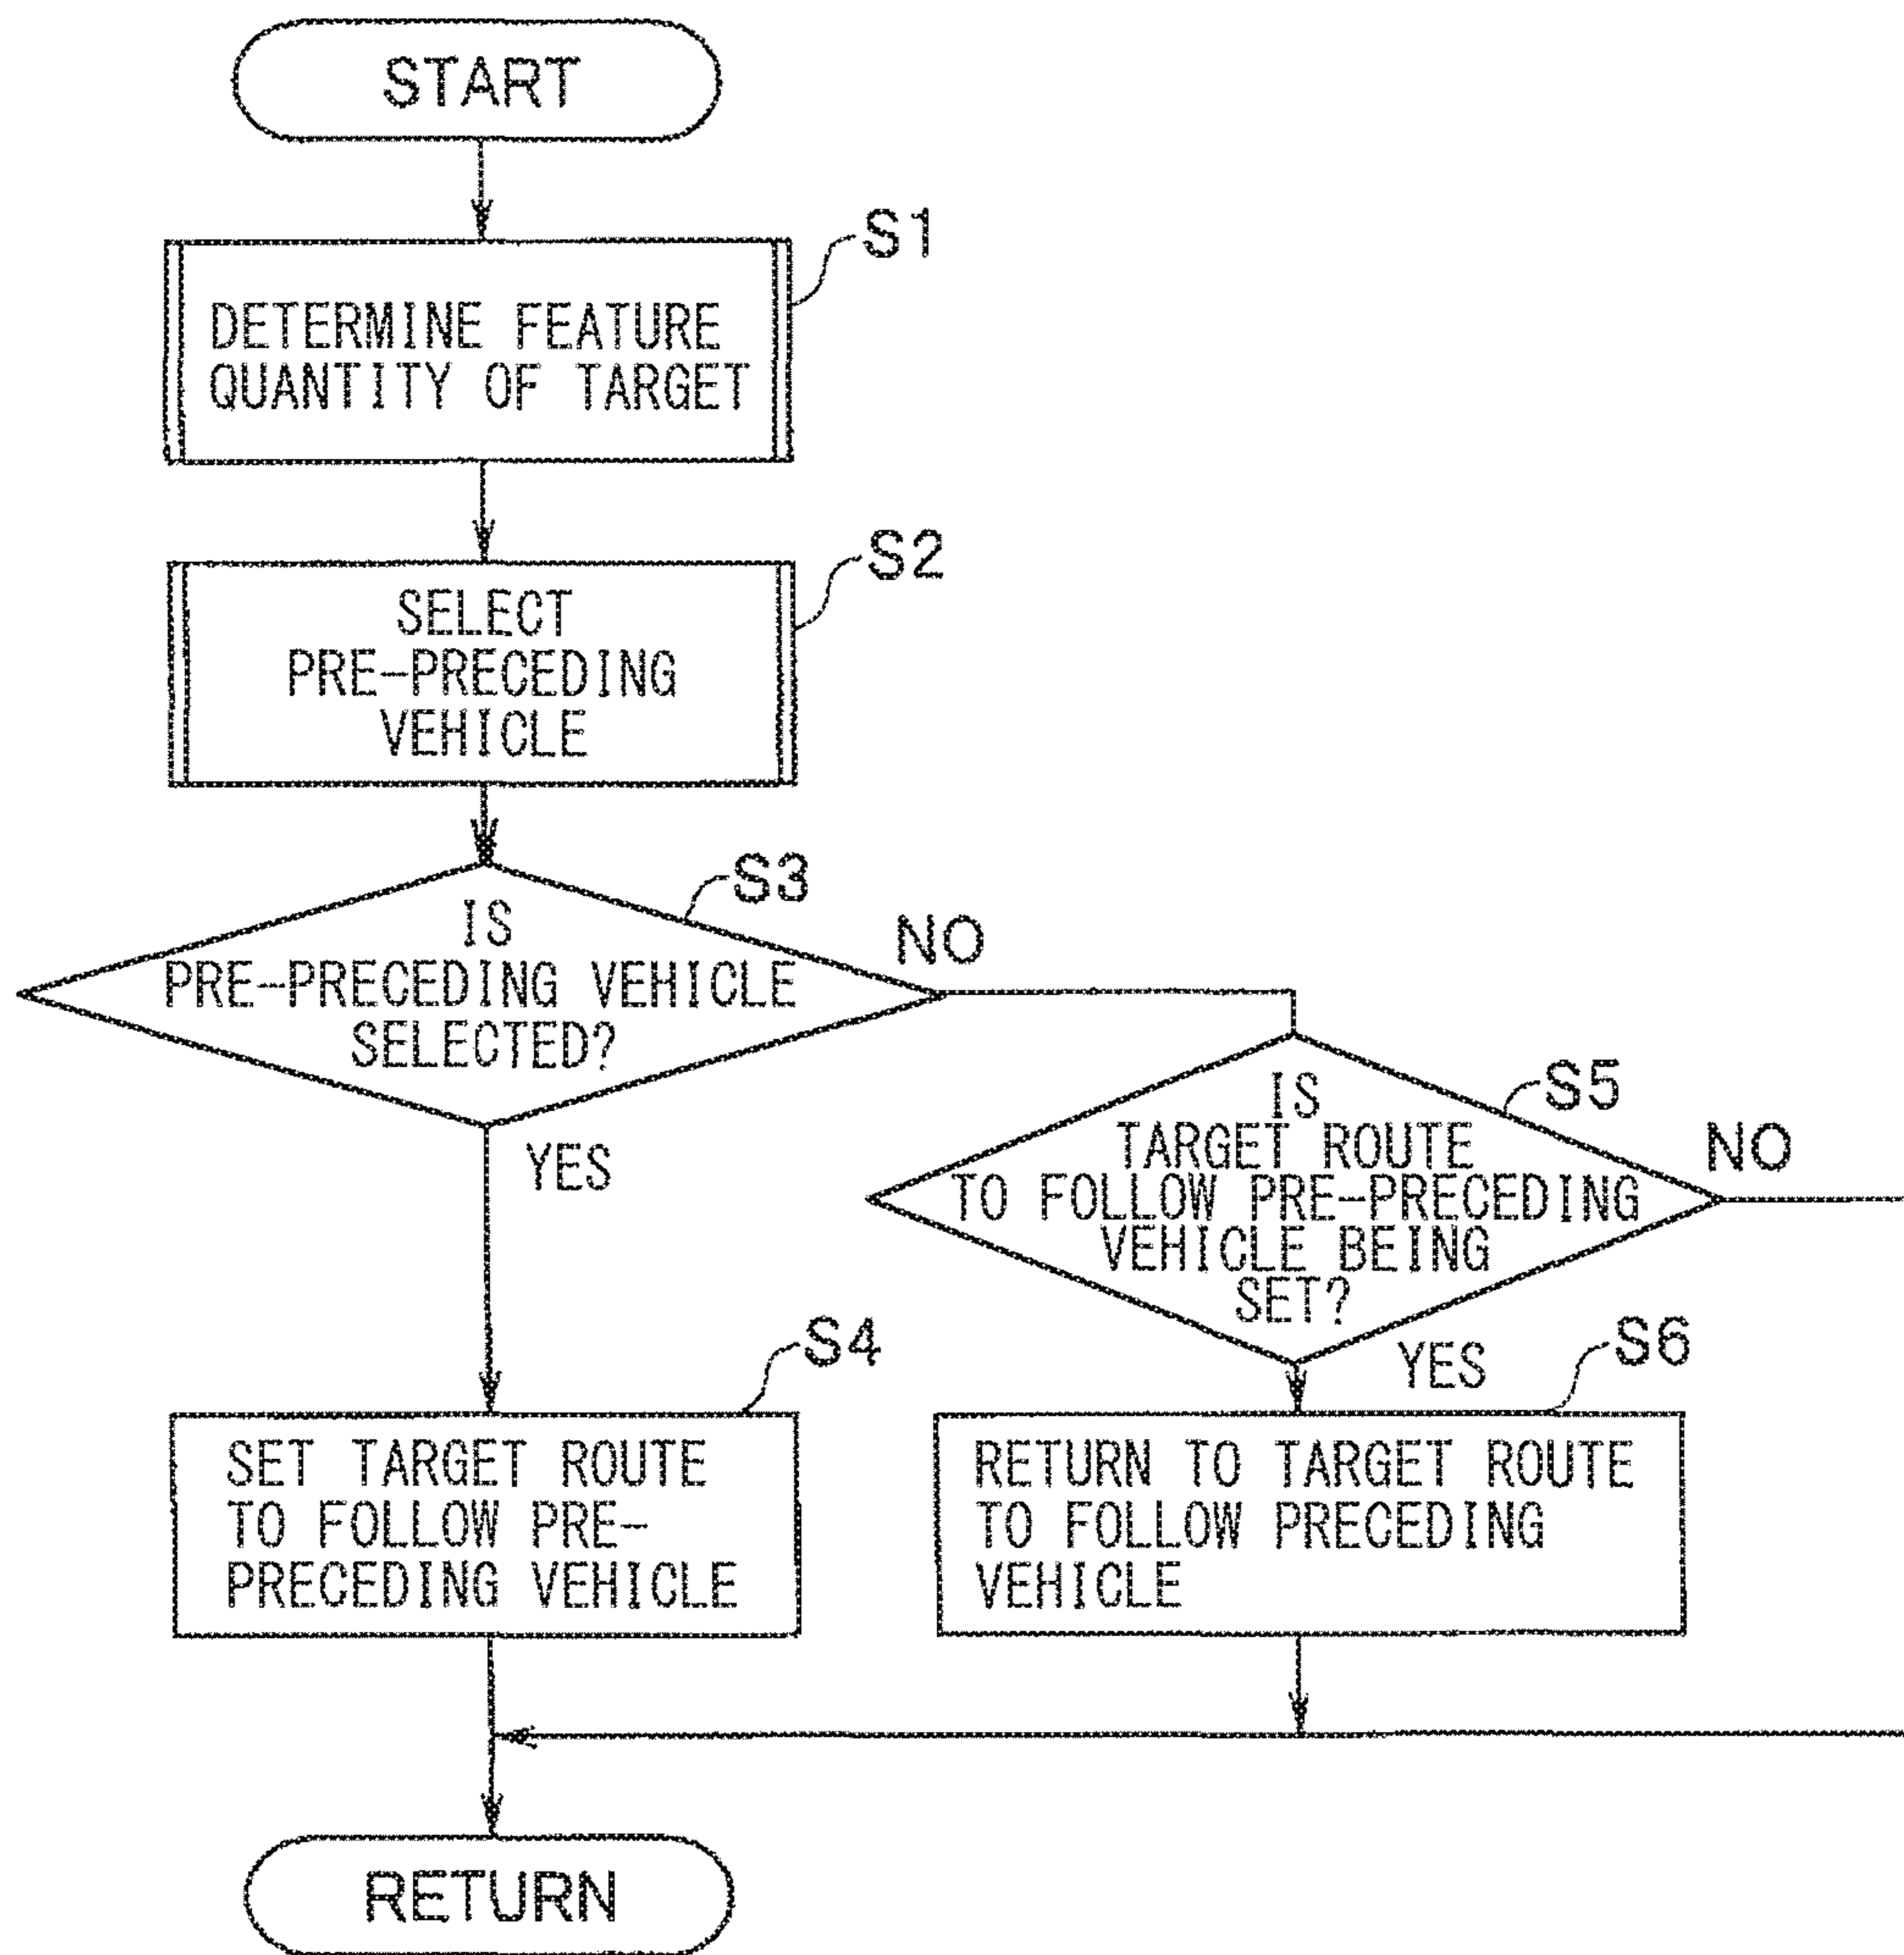 START
S1
DETERMINE FEATURE
QUANTITY OF TARGET
S2
SELECT
PRE-PRECEDING
VEHICLE
S3
IS
PRE-PRECEDING VEHICLE
SELECTED?
NO
YES
S5
IS
TARGET ROUTE
TO FOLLOW PRE-PRECEDING
VEHICLE BEING
SET?
NO
YES
S4
SET TARGET ROUTE
TO FOLLOW PRE-
PRECEDING VEHICLE
S6
RETURN TO TARGET ROUTE
TO FOLLOW PRECEDING
VEHICLE
RETURN